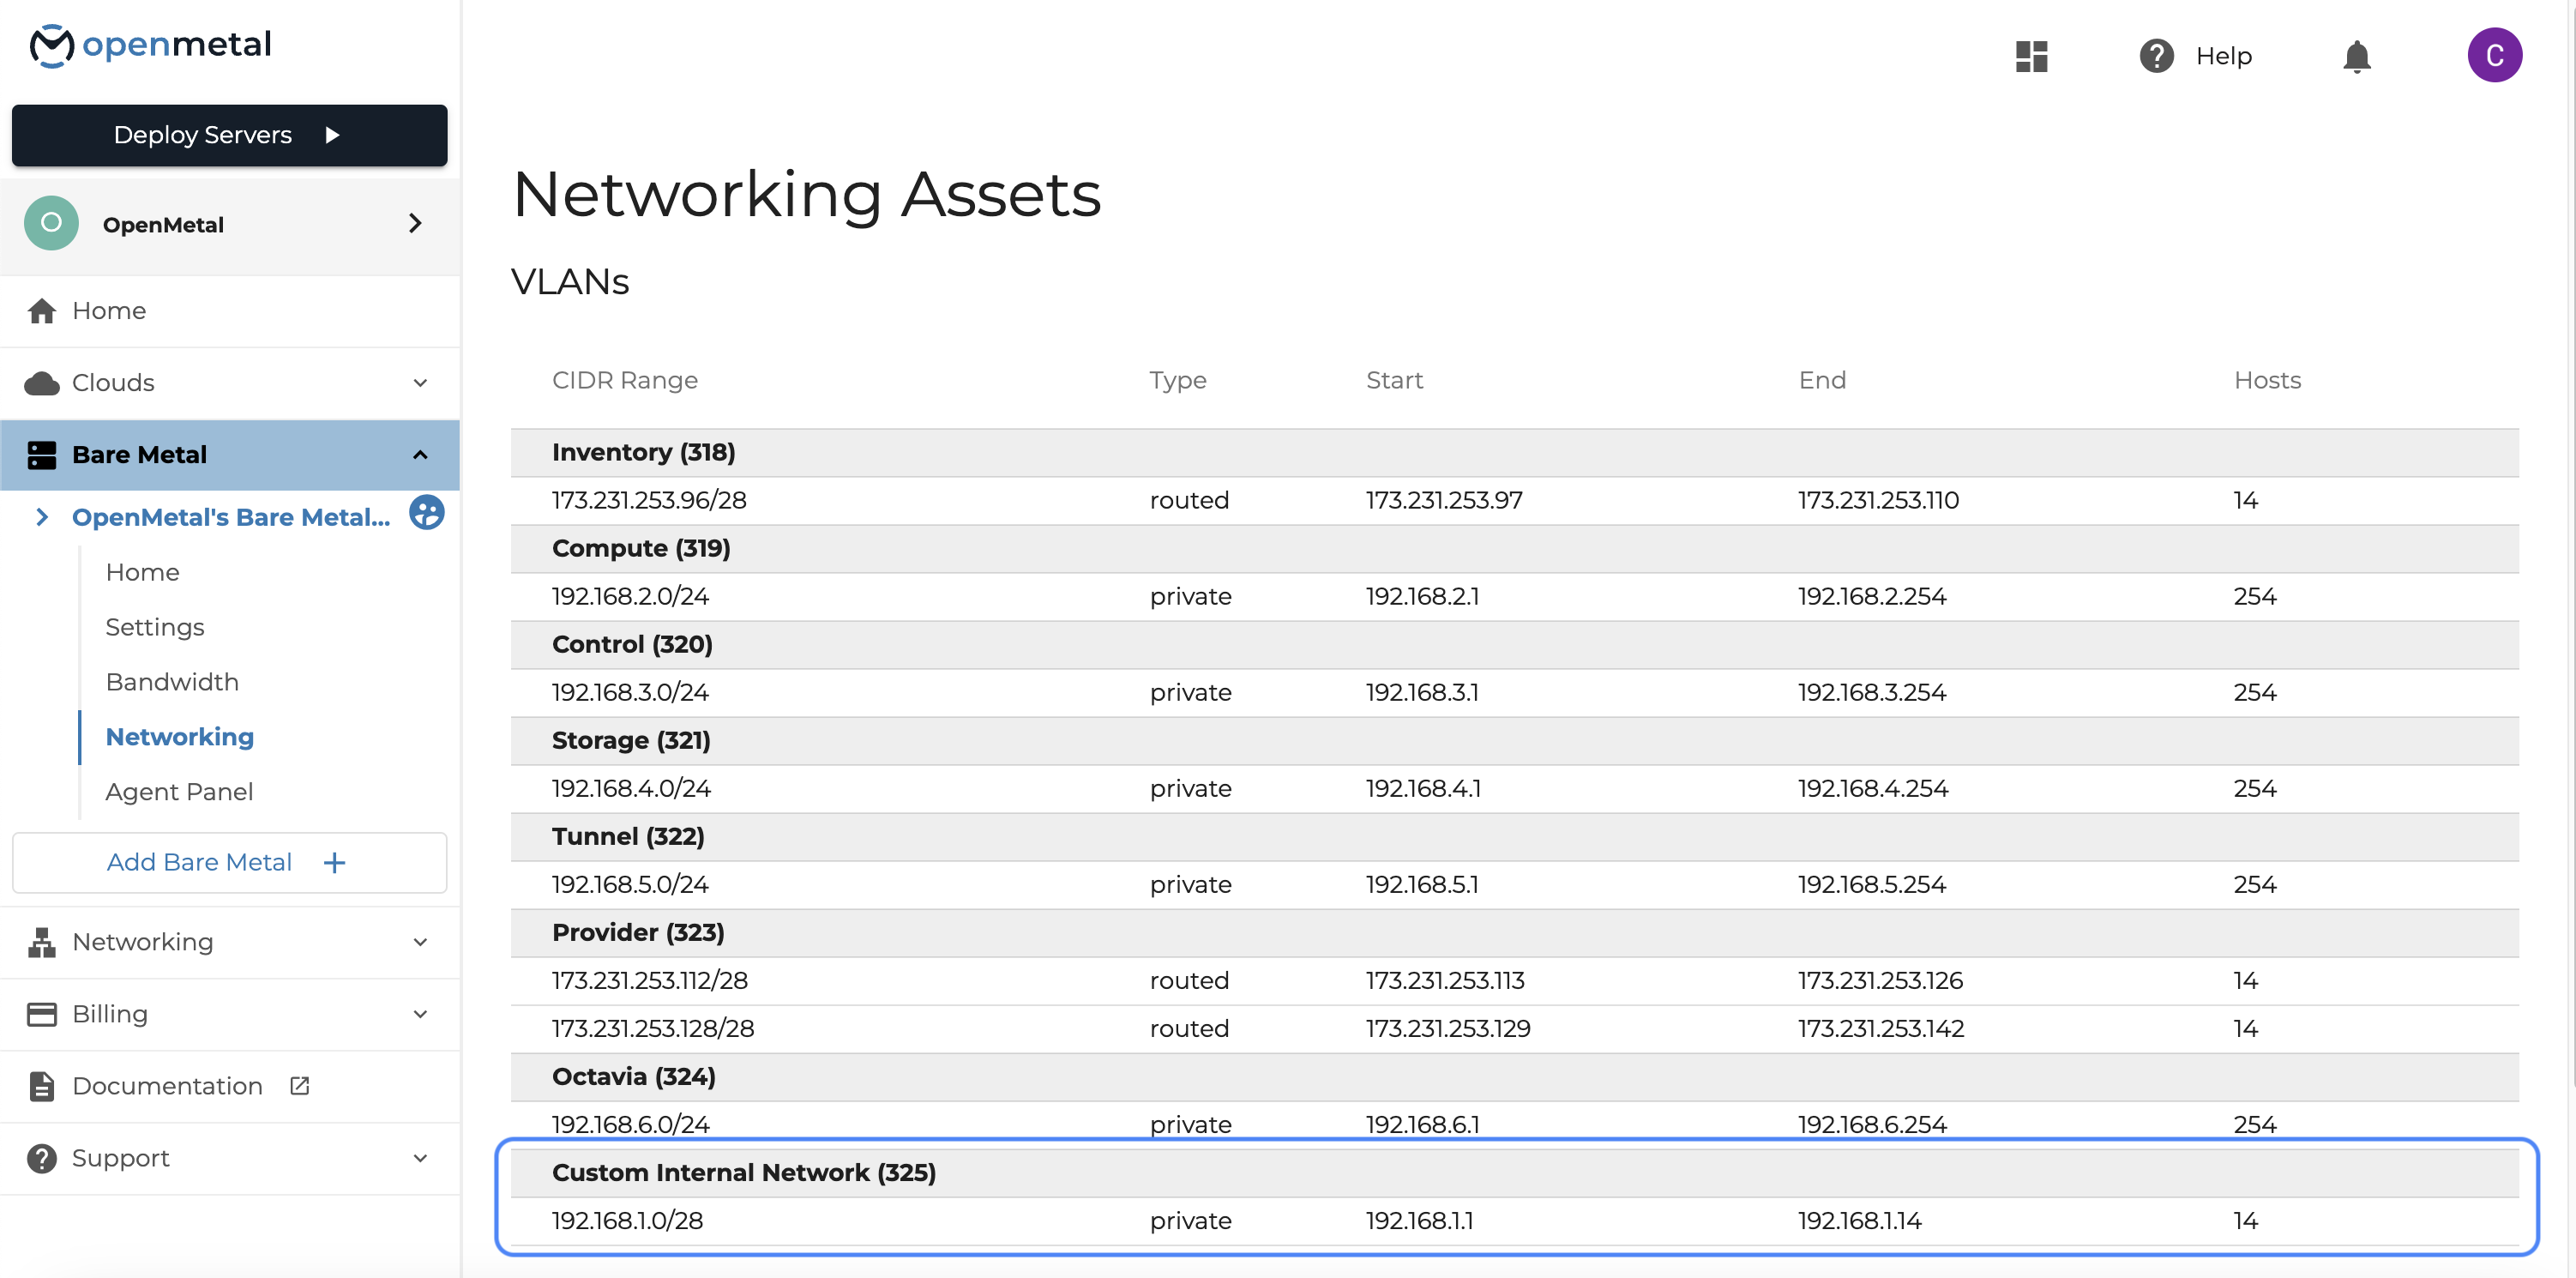 openmetal
Help
C
Deploy Servers
O OpenMetal
Home
Clouds
Bare Metal
OpenMetal's Bare Metal...
Home
Settings
Bandwidth
Networking
Agent Panel
Add Bare Metal +
Networking
Billing
Documentation
Support
Networking Assets
VLANs
CIDR Range Type Start End Hosts
Inventory (318)
173.231.253.96/28 routed 173.231.253.97 173.231.253.110 14
Compute (319)
192.168.2.0/24 private 192.168.2.1 192.168.2.254 254
Control (320)
192.168.3.0/24 private 192.168.3.1 192.168.3.254 254
Storage (321)
192.168.4.0/24 private 192.168.4.1 192.168.4.254 254
Tunnel (322)
192.168.5.0/24 private 192.168.5.1 192.168.5.254 254
Provider (323)
173.231.253.112/28 routed 173.231.253.113 173.231.253.126 14
173.231.253.128/28 routed 173.231.253.129 173.231.253.142 14
Octavia (324)
192.168.6.0/24 private 192.168.6.1 192.168.6.254 254
Custom Internal Network (325)
192.168.1.0/28 private 192.168.1.1 192.168.1.14 14